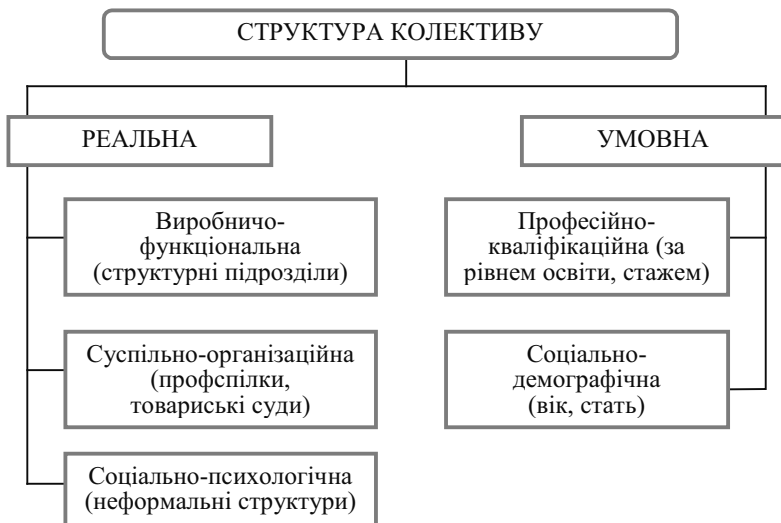 СТРУКТУРА КОЛЕКТИВУ
РЕАЛЬНА
Виробничо-
функціональна
(структурні підрозділи)
Суспільно-організаційна
(профспілки,
товариські суди)
Соціально-психологічна
(неформальні структури)
УМОВНА
Професійно-
кваліфікаційна (за
рівнем освіти, стажем)
Соціально-
демографічна
(вік, стать)